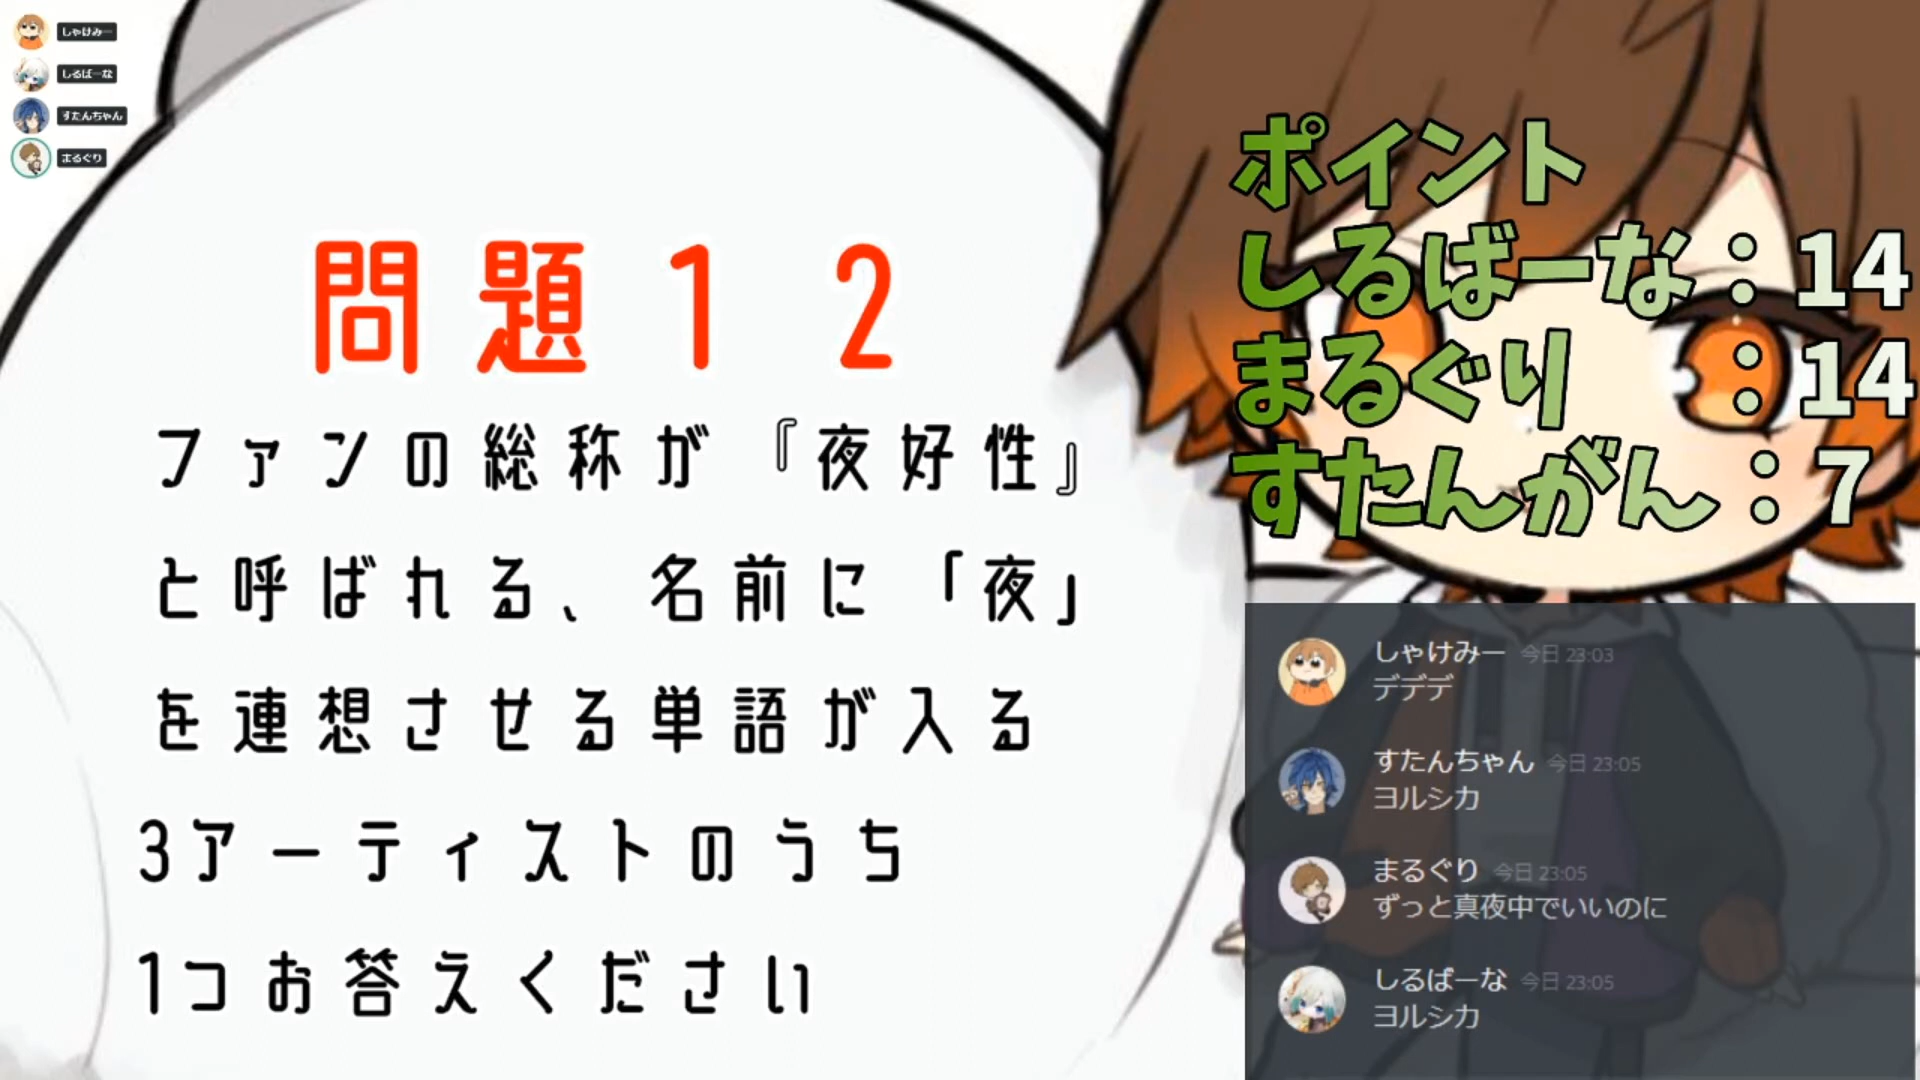 しゃけみー
しるばーな
すたんちゃん
まるぐり
問題12
ファンの総称が『夜好性』
と呼ばれる、名前に「夜」
を連想させる単語が入る
3アーティストのうち
1つお答えください
ポイント
しるばーな：14
まるぐり：14
すたんがん：7
しゃけみー 今日 23:03
デデデ
すたんちゃん 今日 23:05
ヨルシカ
まるぐり 今日 23:05
ずっと真夜中でいいのに
しるばーな 今日 23:05
ヨルシカ